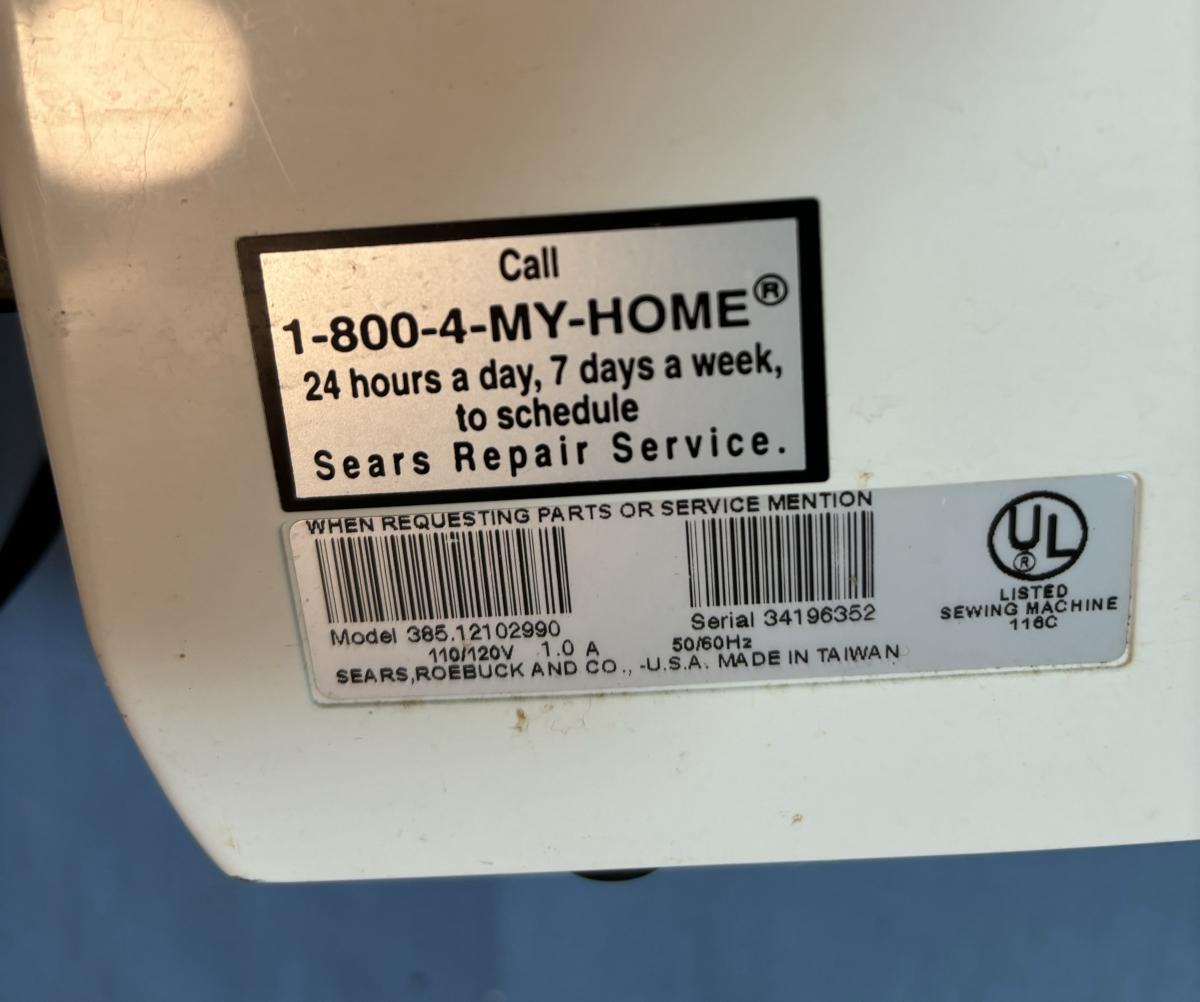 Call
1-800-4-MY-HOME®
24 hours a day, 7 days a week,
to schedule
Sears Repair Service.
WHEN REQUESTING PARTS OR SERVICE MENTION
Model 385.12102990
Serial 34196352
110/120V 1.0 A 50/60Hz
SEARS,ROEBUCK AND CO., -U.S.A. MADE IN TAIWAN
UL
®
LISTED
SEWING MACHINE
116C